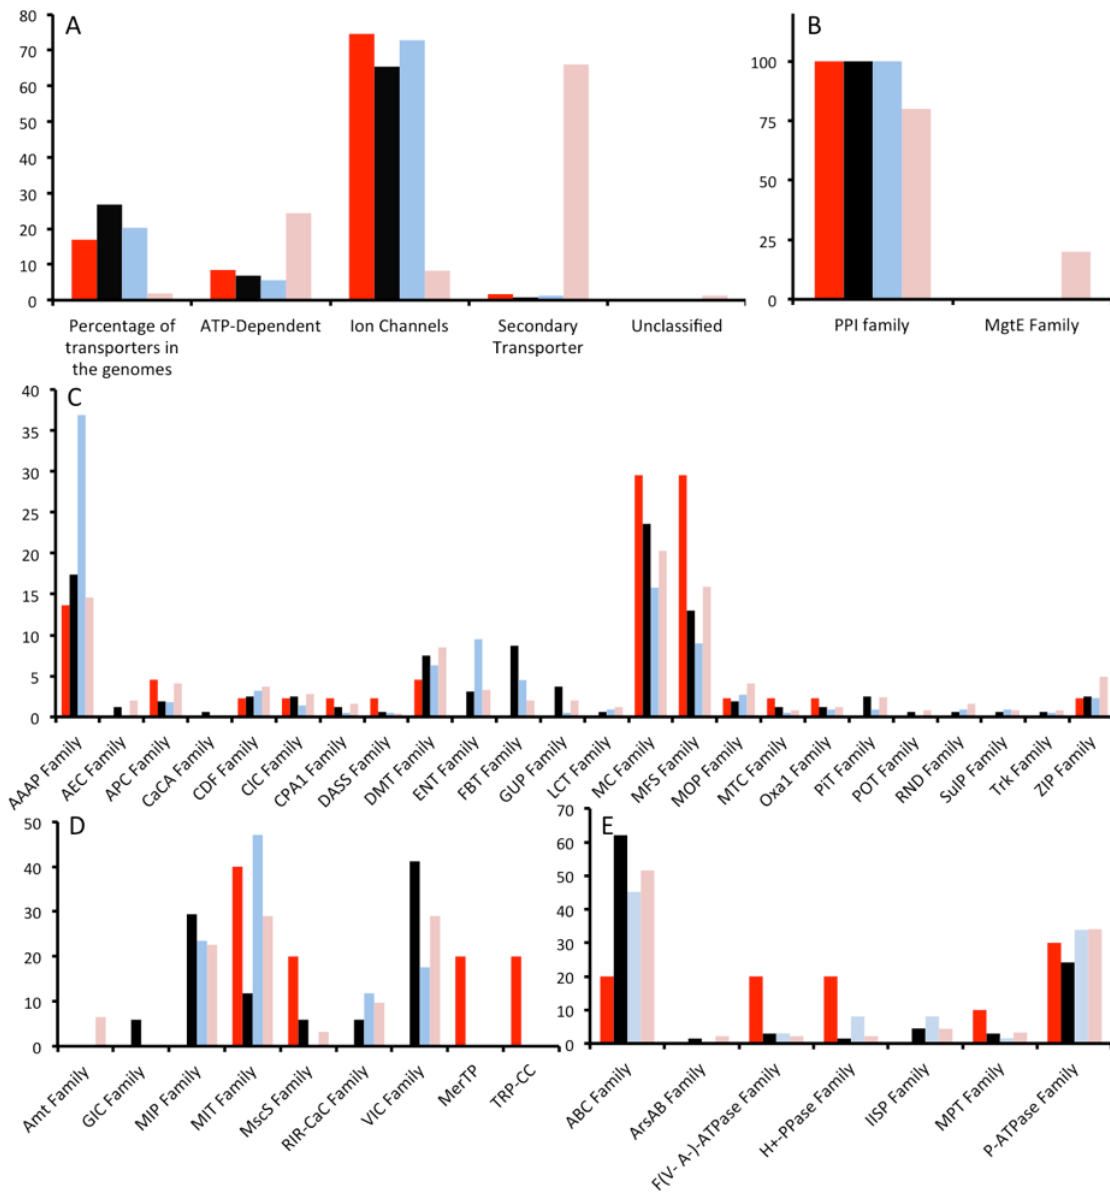 A
80
70
60
50
40
30
20
10
0
Percentage of
transporters in
the genomes
ATP-Dependent
Ion Channels
Secondary
Transporter
Unclassified
B
100
75
50
25
0
PPI family
MgtE Family
C
40
35
30
25
20
15
10
5
0
AAAP Family
AEC Family
APC Family
CaCA Family
CDF Family
ClC Family
CPA1 Family
DASS Family
DMT Family
ENT Family
FBT Family
GUP Family
LCT Family
MC Family
MFS Family
MOP Family
MTC Family
Oxa1 Family
PiT Family
POT Family
RND Family
SulP Family
Trk Family
ZIP Family
D
50
40
30
20
10
0
Amt Family
GIC Family
MIP Family
MIT Family
MscS Family
RIR-CaC Family
VIC Family
MerTP
TRP-CC
E
70
60
50
40
30
20
10
0
ABC Family
ArsAB Family
F(V- A-)-ATPase Family
H+-PPase Family
IISP Family
MPT Family
P-ATPase Family